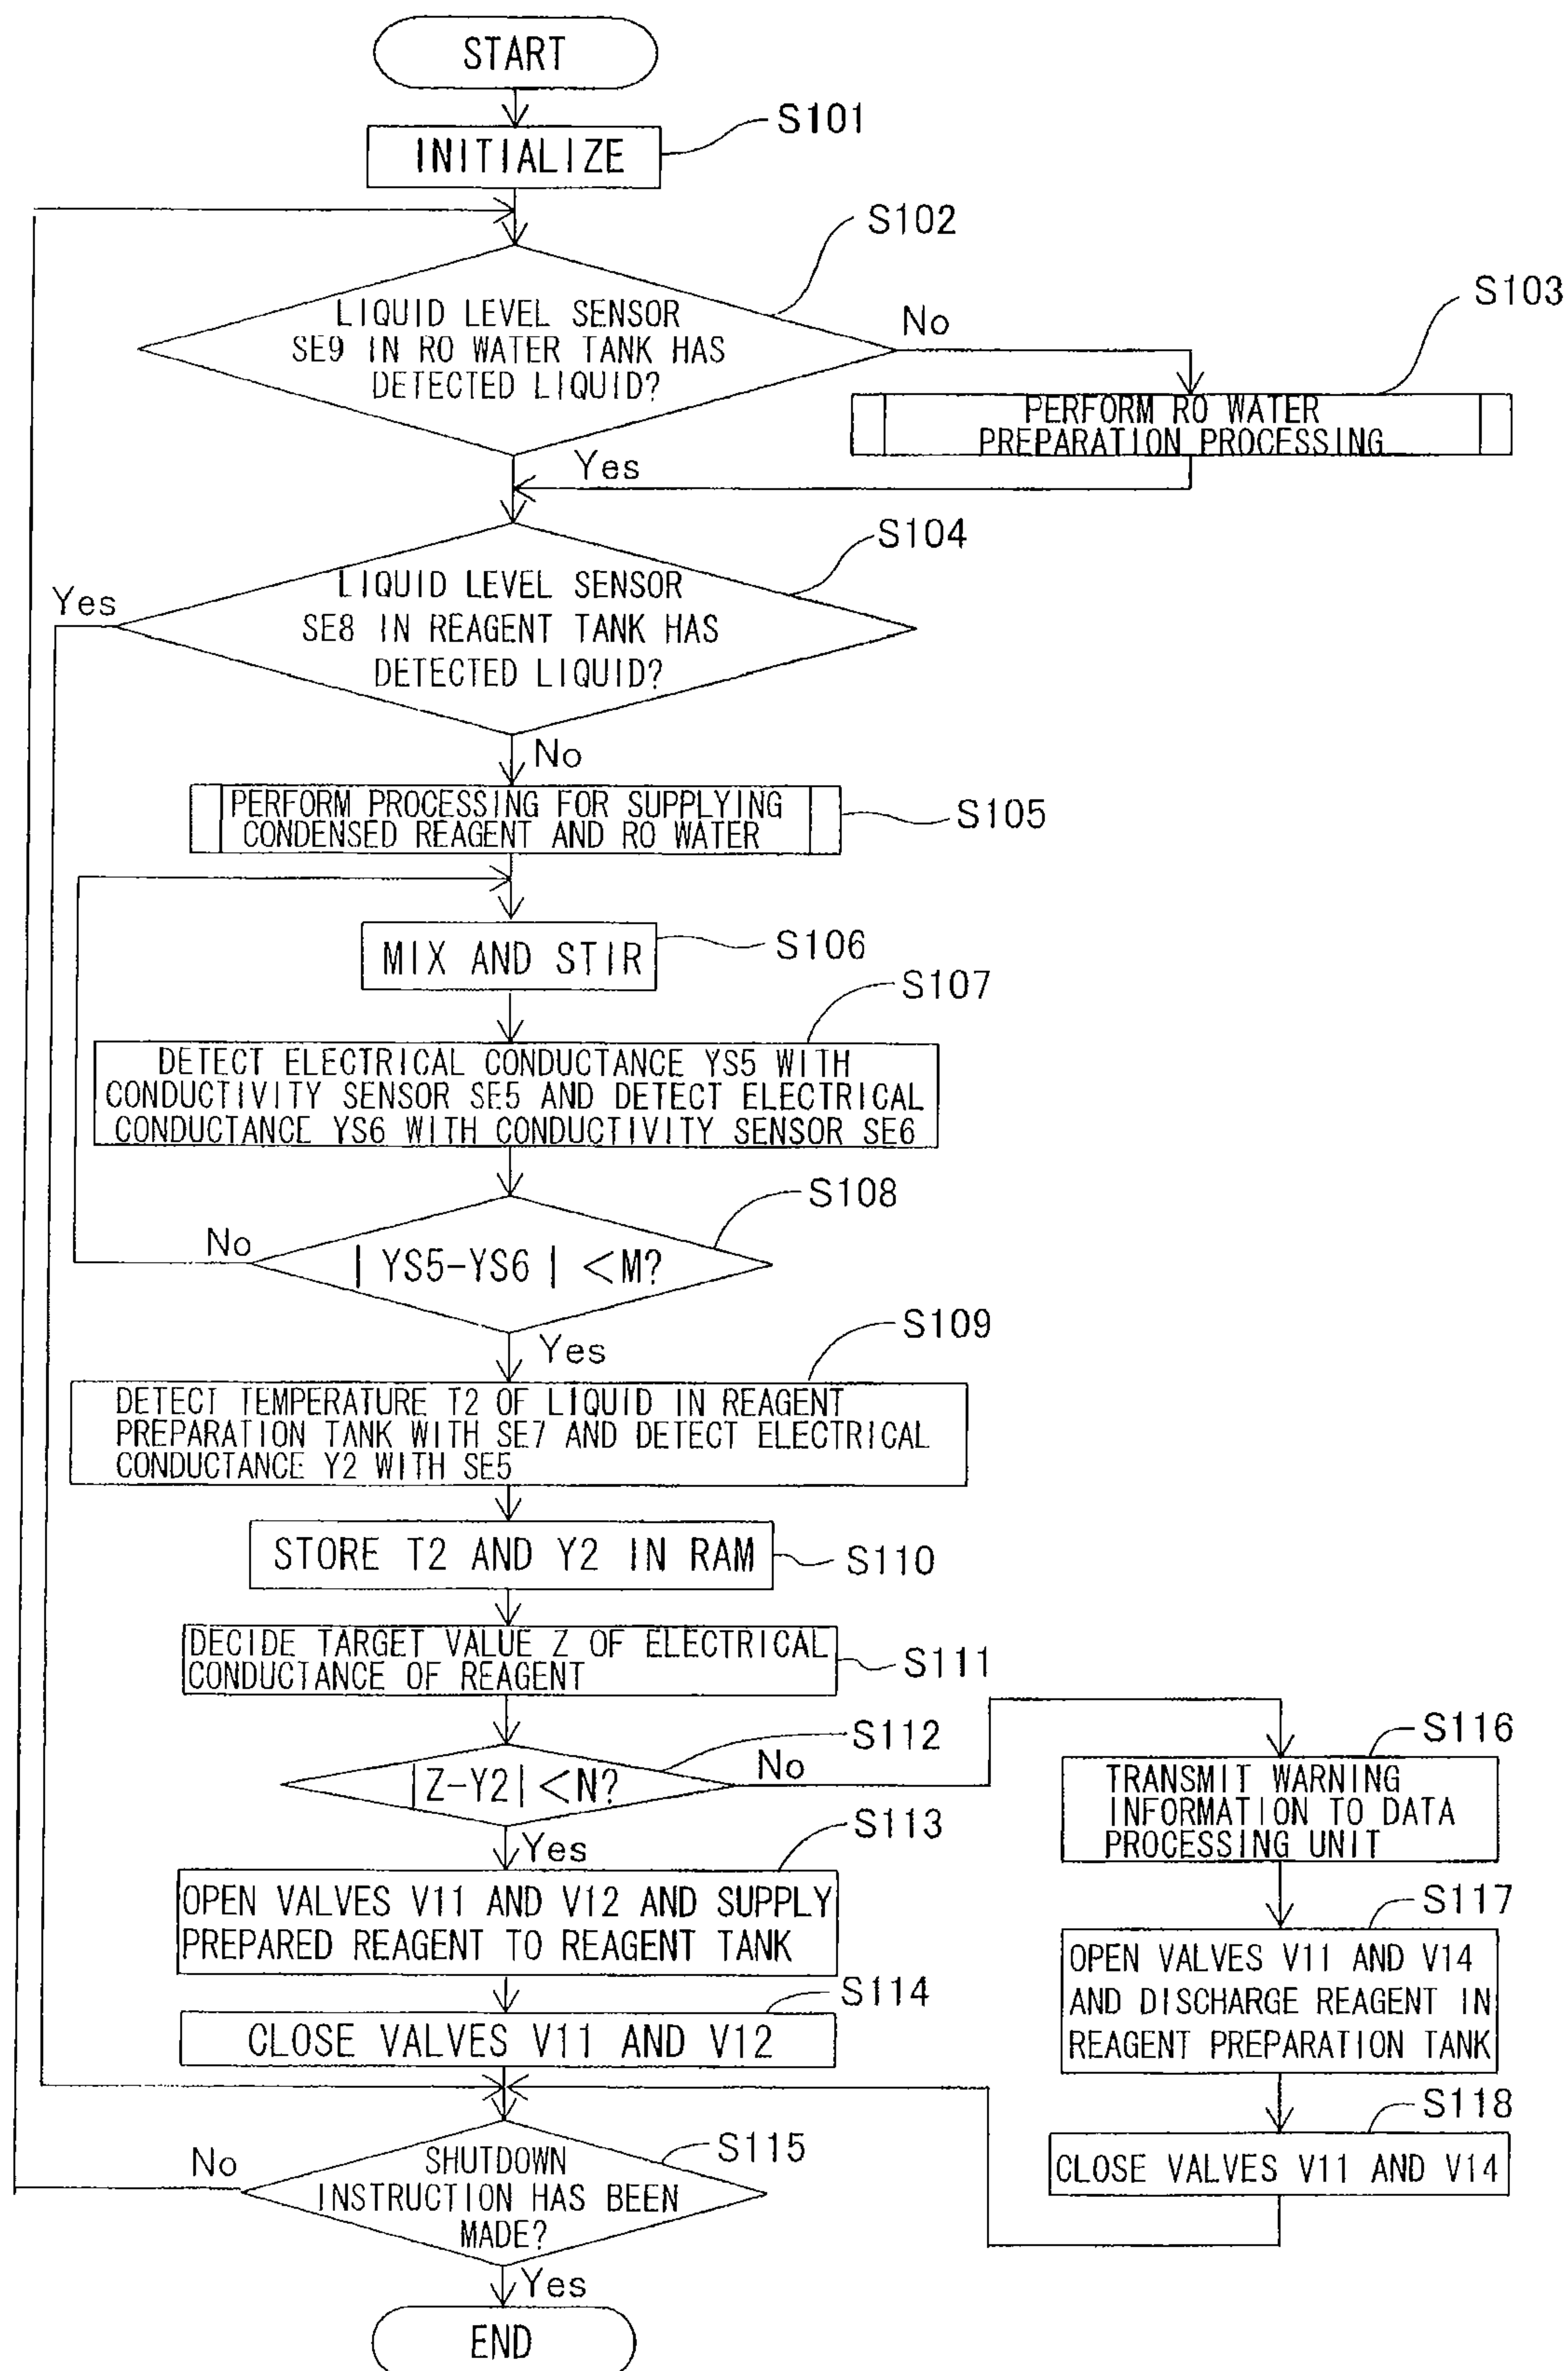 START
S101
INITIALIZE
S102
LIQUID LEVEL SENSOR
SE9 IN RO WATER TANK HAS
DETECTED LIQUID?
No
S103
PERFORM RO WATER
PREPARATION PROCESSING
Yes
S104
LIQUID LEVEL SENSOR
SE8 IN REAGENT TANK HAS
DETECTED LIQUID?
Yes
No
PERFORM PROCESSING FOR SUPPLYING
CONDENSED REAGENT AND RO WATER
S105
MIX AND STIR
S106
S107
DETECT ELECTRICAL CONDUCTANCE YS5 WITH
CONDUCTIVITY SENSOR SE5 AND DETECT ELECTRICAL
CONDUCTANCE YS6 WITH CONDUCTIVITY SENSOR SE6
S108
No
| YS5-YS6 | <M?
Yes
S109
DETECT TEMPERATURE T2 OF LIQUID IN REAGENT
PREPARATION TANK WITH SE7 AND DETECT ELECTRICAL
CONDUCTANCE Y2 WITH SE5
STORE T2 AND Y2 IN RAM
S110
DECIDE TARGET VALUE Z OF ELECTRICAL
CONDUCTANCE OF REAGENT
S111
S112
|Z-Y2| <N?
No
Yes
S113
OPEN VALVES V11 AND V12 AND SUPPLY
PREPARED REAGENT TO REAGENT TANK
S114
CLOSE VALVES V11 AND V12
S115
No
SHUTDOWN
INSTRUCTION HAS BEEN
MADE?
Yes
END
S116
TRANSMIT WARNING
INFORMATION TO DATA
PROCESSING UNIT
S117
OPEN VALVES V11 AND V14
AND DISCHARGE REAGENT IN
REAGENT PREPARATION TANK
S118
CLOSE VALVES V11 AND V14